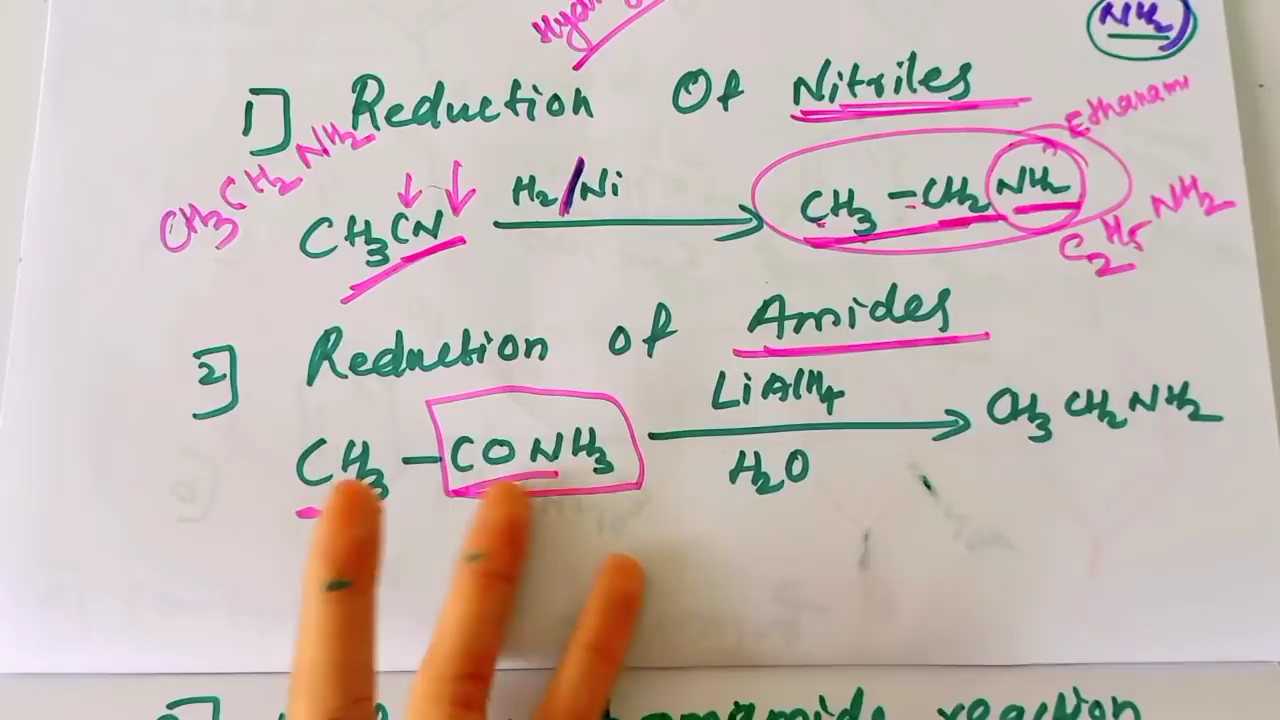 NH2
1] Reduction Of Nitriles
CH3CH2NH2
CH3CN H2/Ni CH3-CH2NH2
C2H5NH2
2] Reduction of Amides
CH3-CONH3 LiAlH4 H2O CH3CH2NH2
reaction